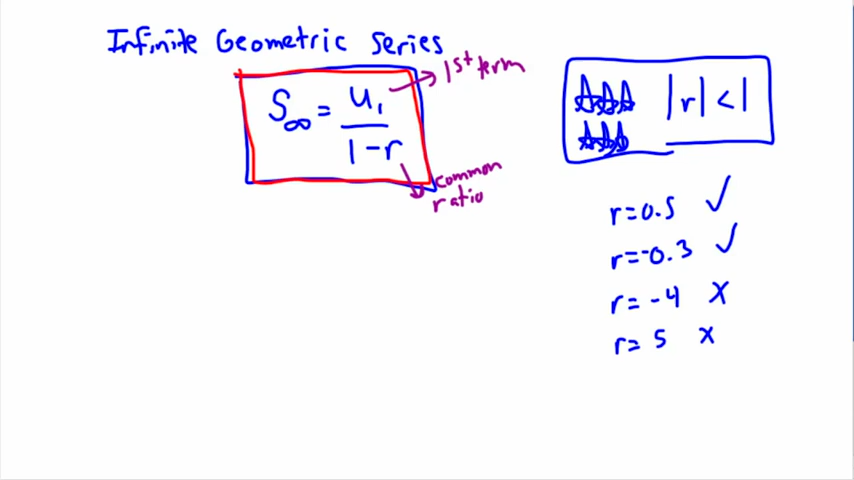 Infinite Geometric Series
S∞ = u₁ / 1-r
1st term
common
ratio
|r| < 1
r=0.5 ✓
r=-0.3 ✓
r=-4 x
r=5 x